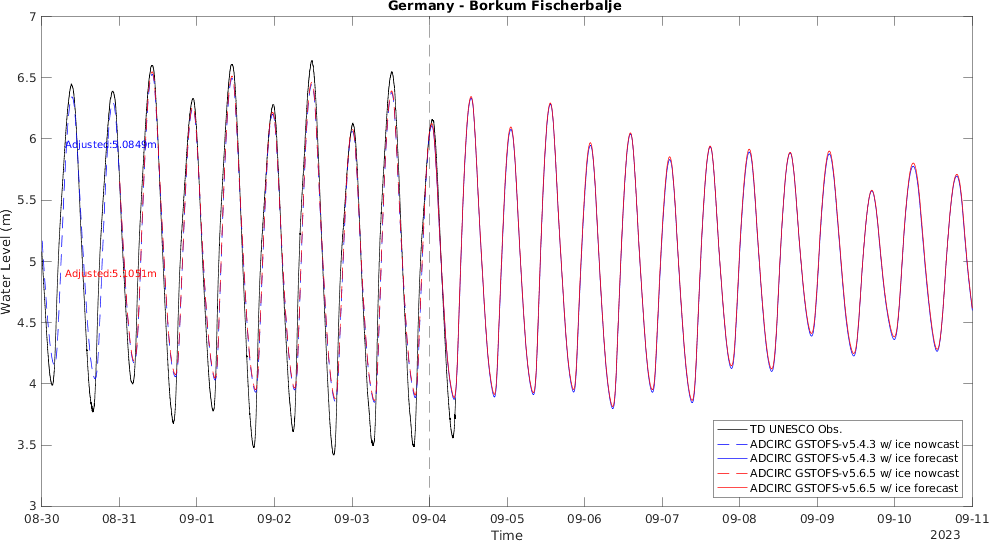 Germany - Borkum Fischerbalje
Water Level (m)
7
6.5
6
5.5
5
4.5
4
3.5
3
Adjusted:5.0849m
Adjusted:5.1051m
TD UNESCO Obs.
ADCIRC GSTOFS-v5.4.3 w/ ice nowcast
ADCIRC GSTOFS-v5.4.3 w/ ice forecast
ADCIRC GSTOFS-v5.6.5 w/ ice nowcast
ADCIRC GSTOFS-v5.6.5 w/ ice forecast
08-30 08-31 09-01 09-02 09-03 09-04 09-05 09-06 09-07 09-08 09-09 09-10 09-11
Time
2023